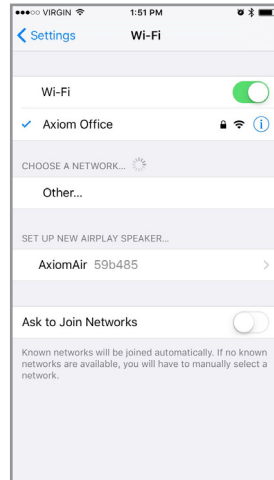 VIRGIN 1:51 PM
Settings Wi-Fi
Wi-Fi
Axiom Office
CHOOSE A NETWORK...
Other...
SET UP NEW AIRPLAY SPEAKER...
AxiomAir 59b485
Ask to Join Networks
Known networks will be joined automatically. If no known
networks are available, you will have to manually select a
network.